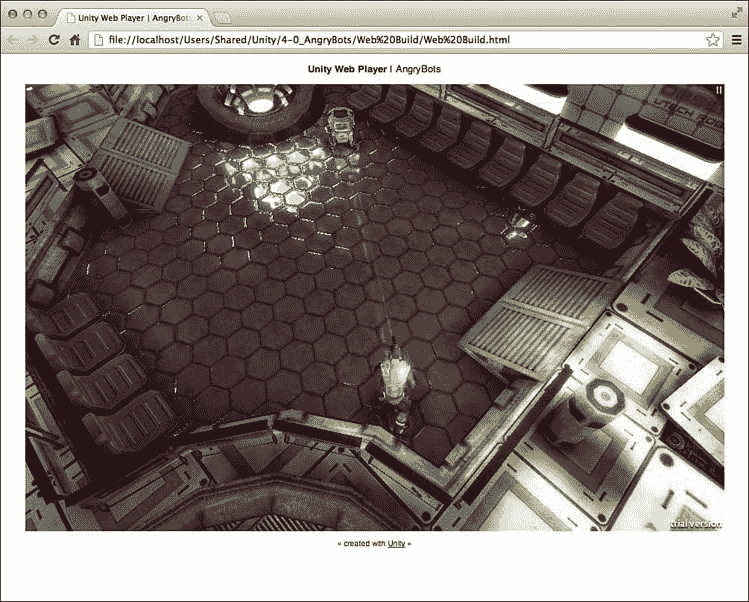 Unity Web Player | AngryBots
file://localhost/Users/Shared/Unity/4-0_AngryBots/Web%20Build/Web%20Build.html
Unity Web Player | AngryBots
UTECH
trial version
« created with Unity »